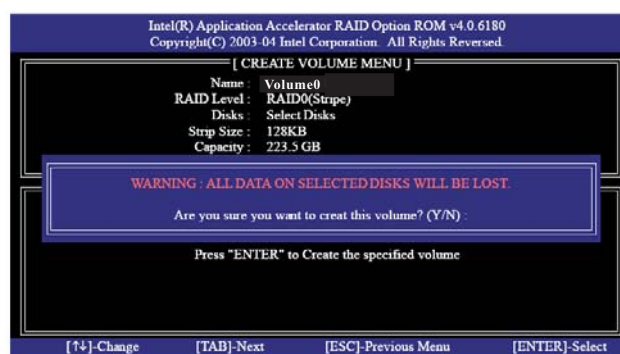 Intel(R) Application Accelerator RAID Option ROM v4.0.6180
Copyright(C) 2003-04 Intel Corporation. All Rights Reversed.
[ CREATE VOLUME MENU ]
Name : Volume0
RAID Level : RAID0(Stripe)
Disks : Select Disks
Strip Size : 128KB
Capacity : 223.5 GB
WARNING : ALL DATA ON SELECTED DISKS WILL BE LOST.
Are you sure you want to creat this volume? (Y/N) :
Press "ENTER" to Create the specified volume
[↑↓]-Change [TAB]-Next [ESC]-Previous Menu [ENTER]-Select